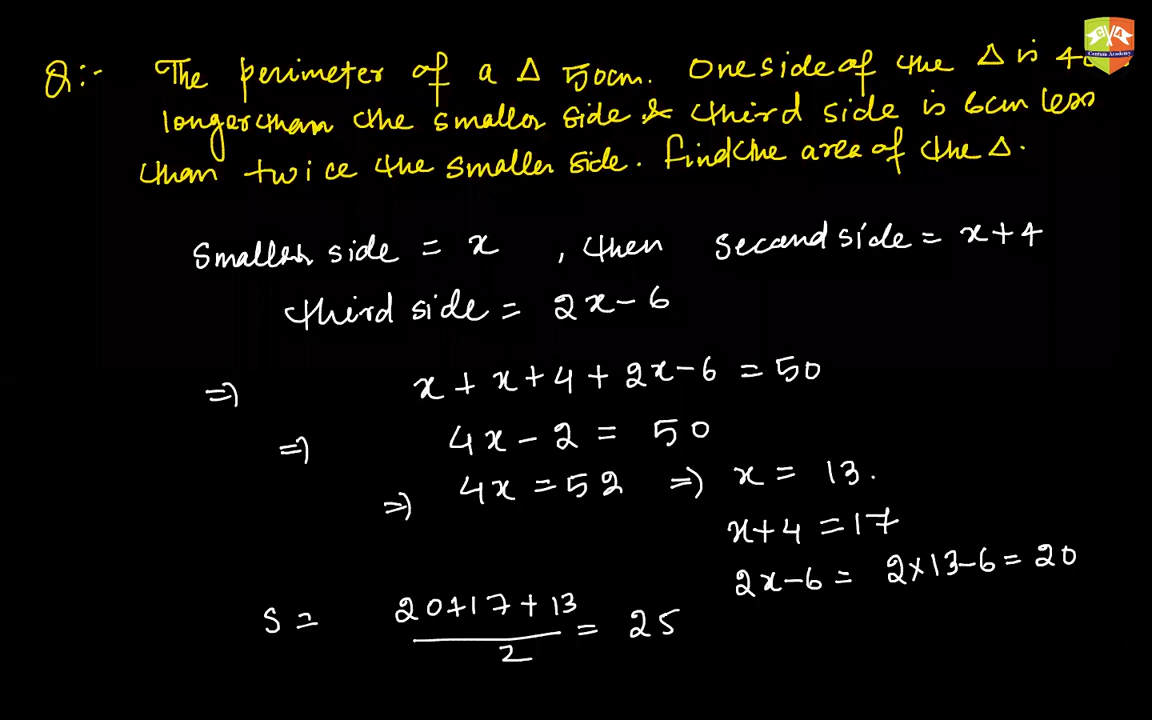 Q:- The perimeter of a Δ 50cm. One side of the Δ is 4
longer than the smaller side & third side is 6cm less
than twice the smaller side. Find the area of the Δ.
Smaller side = x , then second side = x+4
third side = 2x-6
⇒ x + x+4 + 2x-6 = 50
⇒ 4x - 2 = 50
⇒ 4x = 52 ⇒ x = 13.
x+4 = 17
2x-6 = 2×13-6 = 20
S = (20+17+13)/2 = 25
Centum Academy